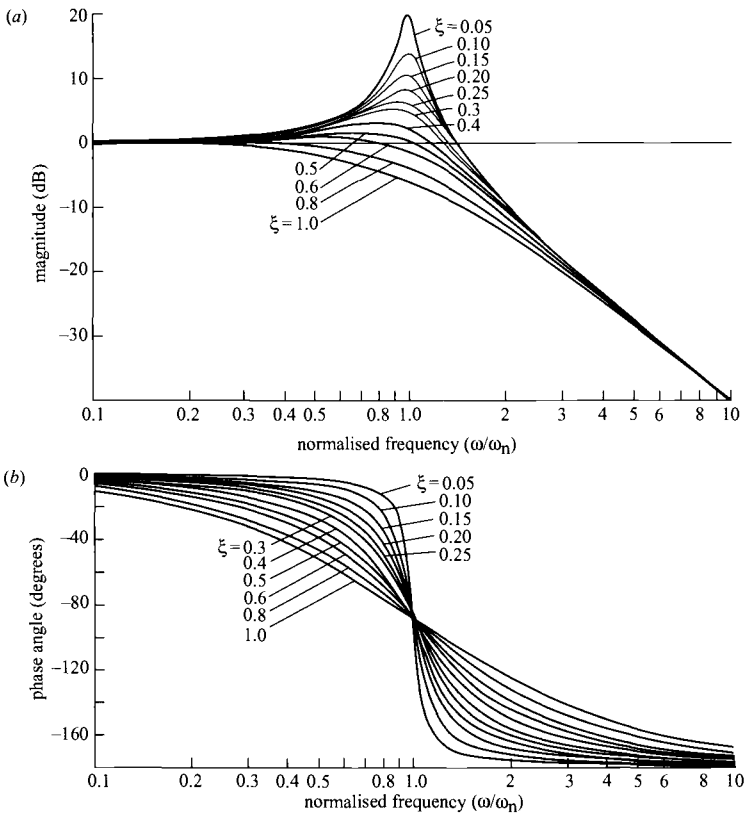 (a)
20
10
0
−10
−20
−30
magnitude (dB)
ξ = 0.05
0.10
0.15
0.20
0.25
0.3
0.4
0.5
0.6
0.8
ξ = 1.0
0.1 0.2 0.3 0.4 0.5 0.8 1.0 2 3 4 5 6 8 10
normalised frequency (ω/ωn)
(b)
0
−40
−80
−120
−160
phase angle (degrees)
ξ = 0.05
0.10
0.15
0.20
0.25
ξ = 0.3
0.4
0.5
0.6
0.8
1.0
0.1 0.2 0.3 0.4 0.5 0.8 1.0 2 3 4 5 6 8 10
normalised frequency (ω/ωn)